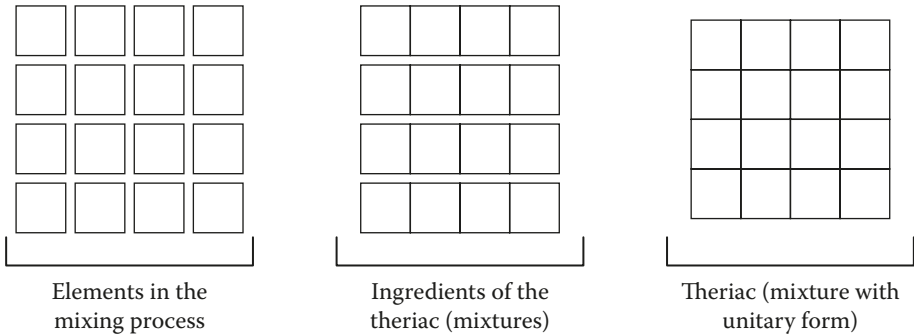 Elements in the
mixing process
Ingredients of the
theriac (mixtures)
Theriac (mixture with
unitary form)